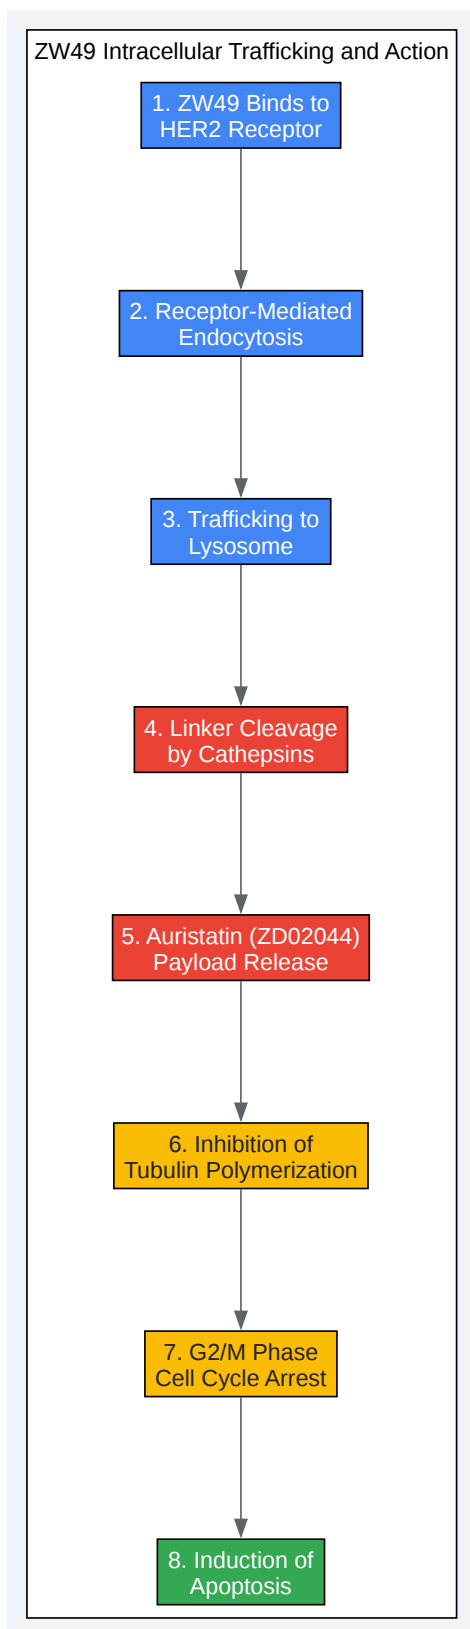 ZW49 Intracellular Trafficking and Action
1. ZW49 Binds to
HER2 Receptor
2. Receptor-Mediated
Endocytosis
3. Trafficking to
Lysosome
4. Linker Cleavage
by Cathepsins
5. Auristatin (ZD02044)
Payload Release
6. Inhibition of
Tubulin Polymerization
7. G2/M Phase
Cell Cycle Arrest
8. Induction of
Apoptosis